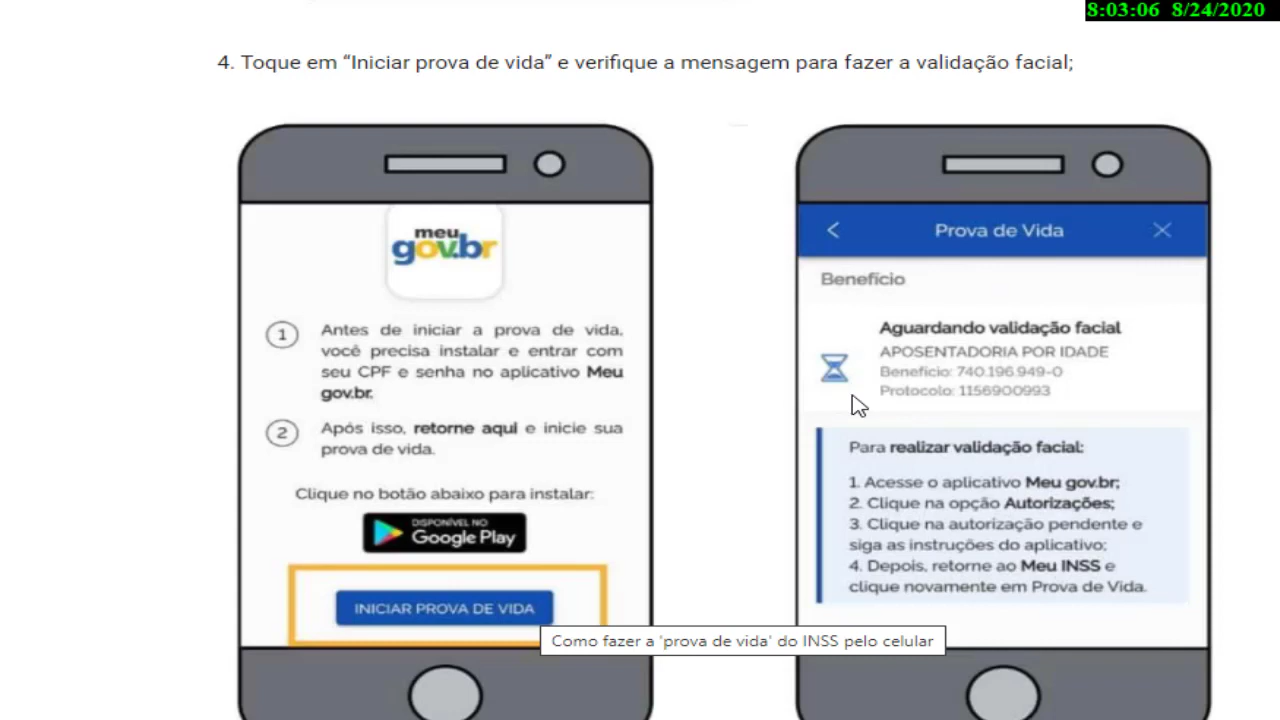 8:03:06 8/24/2020
4. Toque em “Iniciar prova de vida” e verifique a mensagem para fazer a validação facial;
meu
gov.br
1 Antes de iniciar a prova de vida,
você precisa instalar e entrar com
seu CPF e senha no aplicativo Meu
gov.br.
2 Após isso, retorne aqui e inicie sua
prova de vida.
Clique no botão abaixo para instalar:
DISPONÍVEL NO
Google Play
INICIAR PROVA DE VIDA
Como fazer a 'prova de vida' do INSS pelo celular
Prova de Vida
Benefício
Aguardando validação facial
APOSENTADORIA POR IDADE
Benefício: 740.196.949-0
Protocolo: 1156900993
Para realizar validação facial:
1. Acesse o aplicativo Meu gov.br;
2. Clique na opção Autorizações;
3. Clique na autorização pendente e
siga as instruções do aplicativo;
4. Depois, retorne ao Meu INSS e
clique novamente em Prova de Vida.